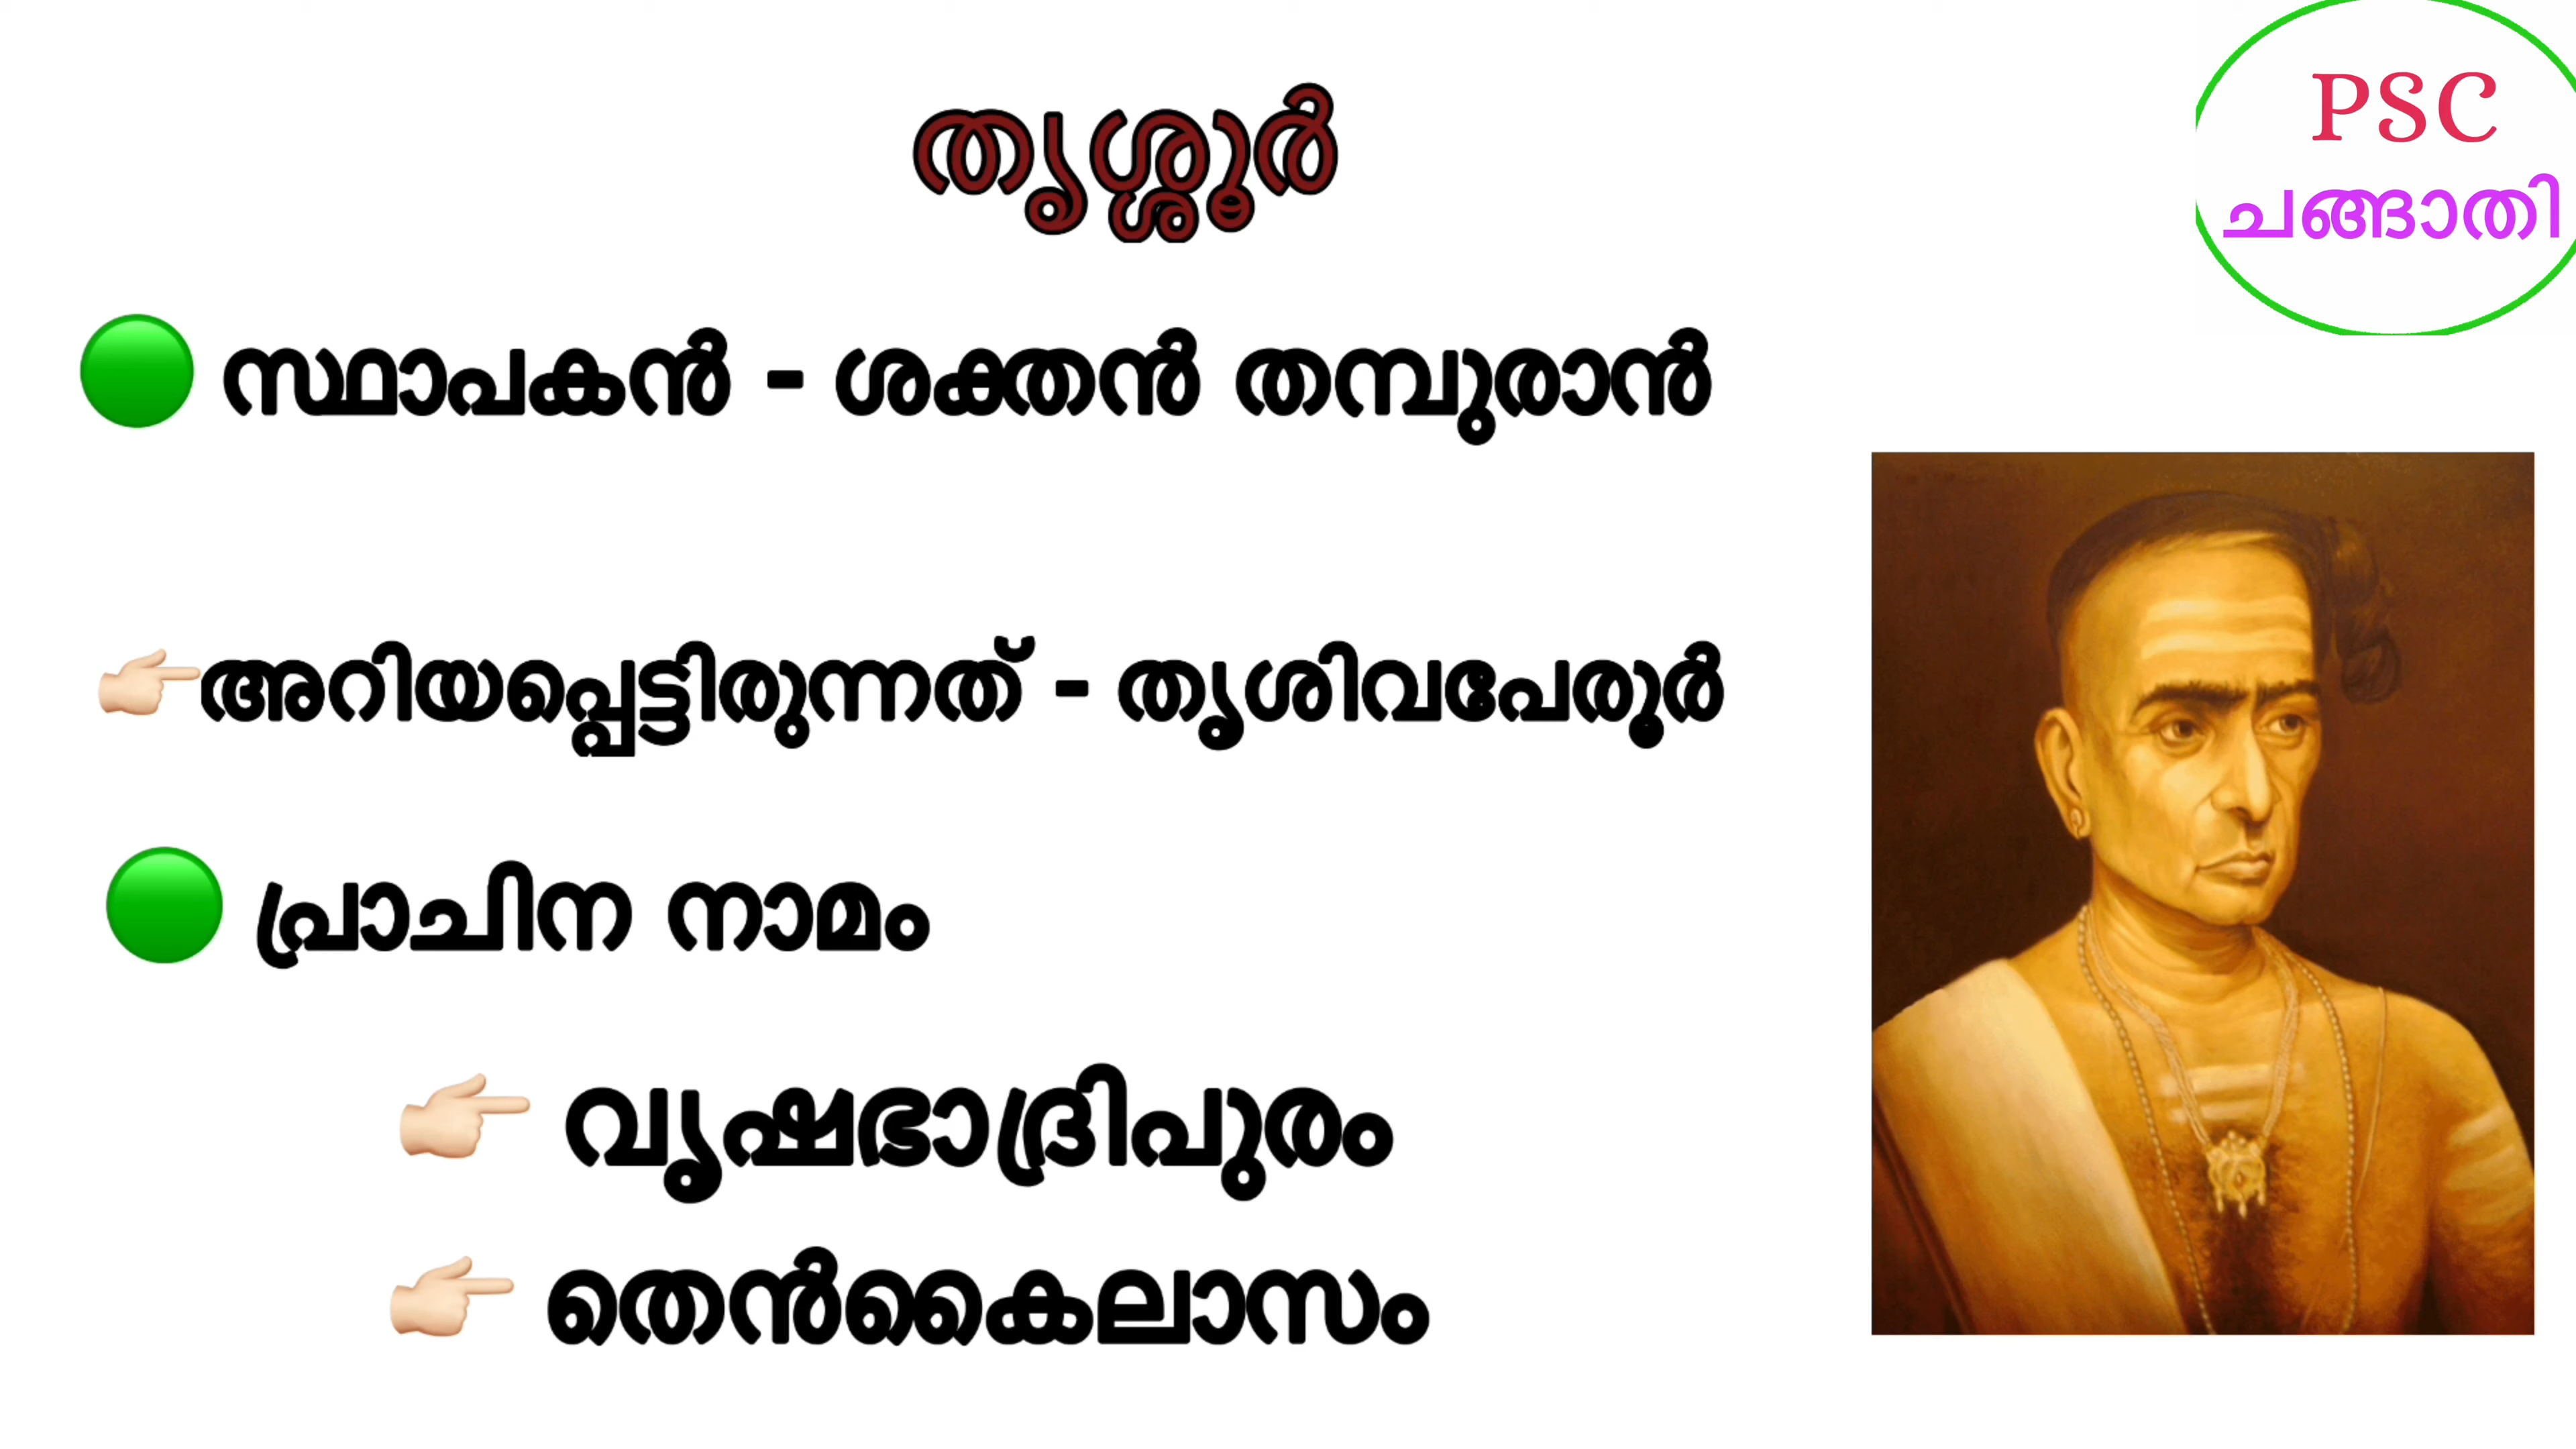 തൃശ്ശൂർ
PSC
ചങ്ങാതി
സ്ഥാപകൻ - ശക്തൻ തമ്പുരാൻ
അറിയപ്പെട്ടിരുന്നത് - തൃശിവപേരൂർ
പ്രാചിന നാമം
വൃഷഭാദ്രിപുരം
തെൻകൈലാസം